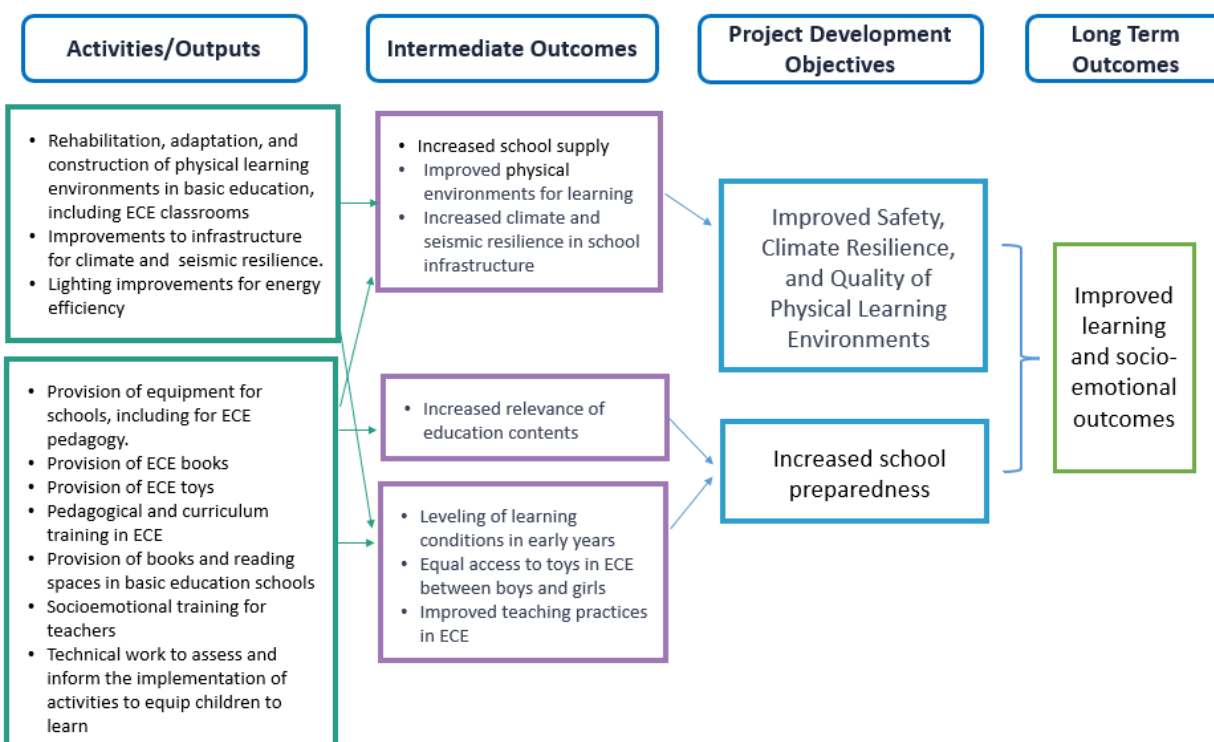 Activities/Outputs
Intermediate Outcomes
Project Development
Objectives
Long Term
Outcomes
• Rehabilitation, adaptation, and
construction of physical learning
environments in basic education,
including ECE classrooms
• Improvements to infrastructure
for climate and seismic resilience.
• Lighting improvements for energy
efficiency
• Provision of equipment for
schools, including for ECE
pedagogy.
• Provision of ECE books
• Provision of ECE toys
• Pedagogical and curriculum
training in ECE
• Provision of books and reading
spaces in basic education schools
• Socioemotional training for
teachers
• Technical work to assess and
inform the implementation of
activities to equip children to
learn
• Increased school supply
• Improved physical
environments for learning
• Increased climate and
seismic resilience in school
infrastructure
• Increased relevance of
education contents
• Leveling of learning
conditions in early years
• Equal access to toys in ECE
between boys and girls
• Improved teaching practices
in ECE
Improved Safety,
Climate Resilience,
and Quality of
Physical Learning
Environments
Increased school
preparedness
Improved
learning
and socio-
emotional
outcomes